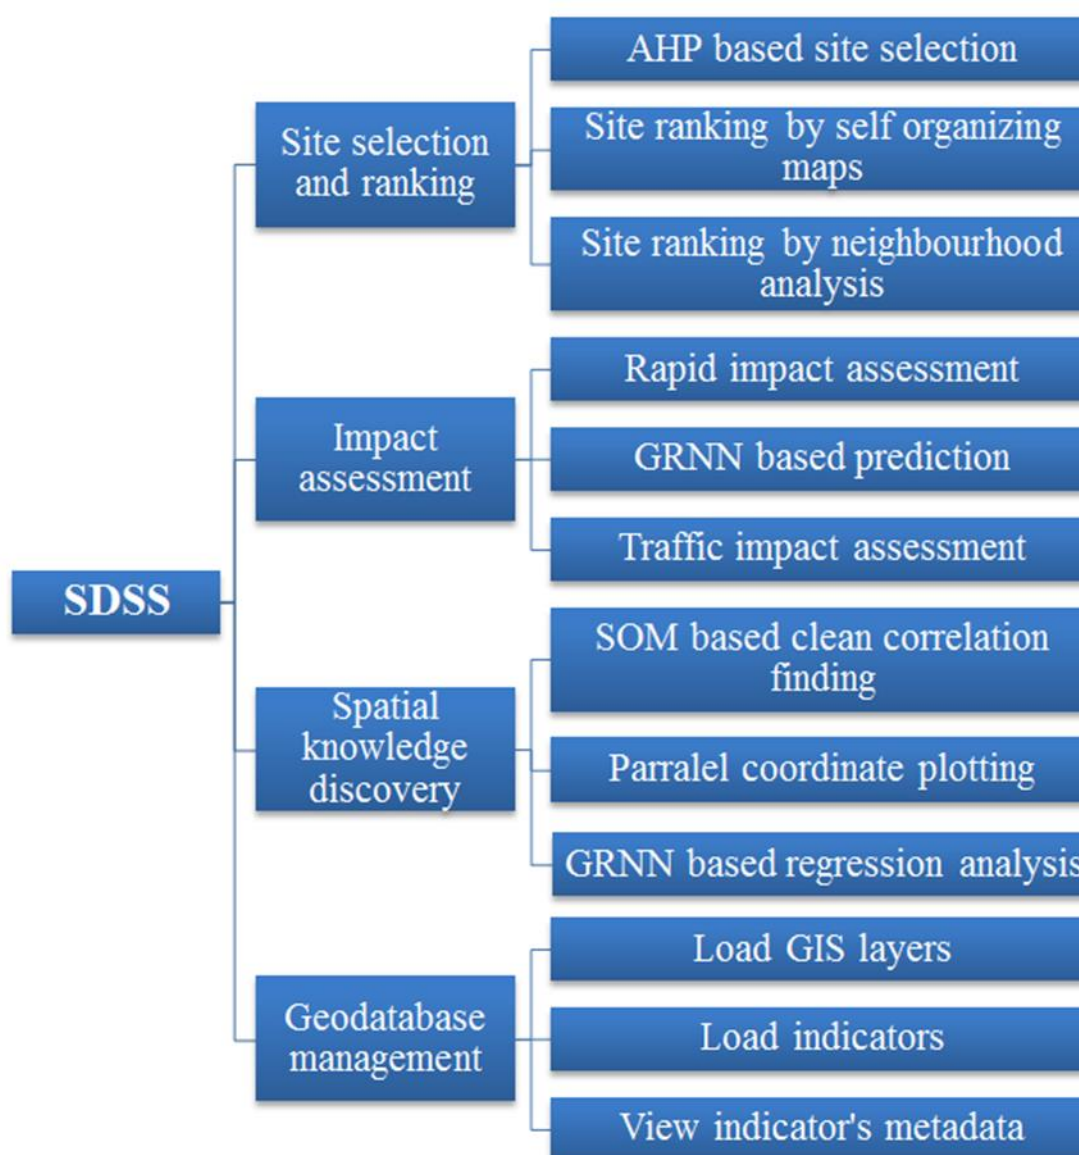 SDSS
Site selection
and ranking
AHP based site selection
Site ranking by self organizing
maps
Site ranking by neighbourhood
analysis
Impact
assessment
Rapid impact assessment
GRNN based prediction
Traffic impact assessment
Spatial
knowledge
discovery
SOM based clean correlation
finding
Parralel coordinate plotting
GRNN based regression analysis
Geodatabase
management
Load GIS layers
Load indicators
View indicator's metadata